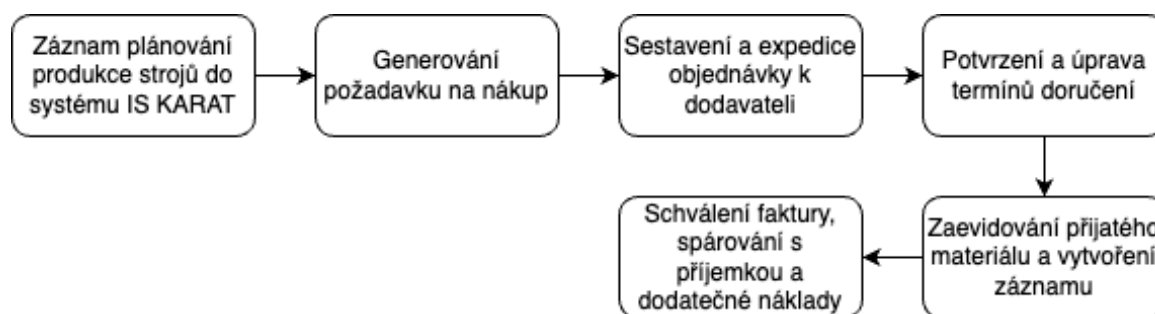 Záznam plánování
produkce strojů do
systému IS KARAT
Generování
požadavku na nákup
Sestavení a expedice
objednávky k
dodavateli
Potvrzení a úprava
termínů doručení
Zaevidování přijatého
materiálu a vytvoření
záznamu
Schválení faktury,
spárování s
příjemkou a
dodatečné náklady